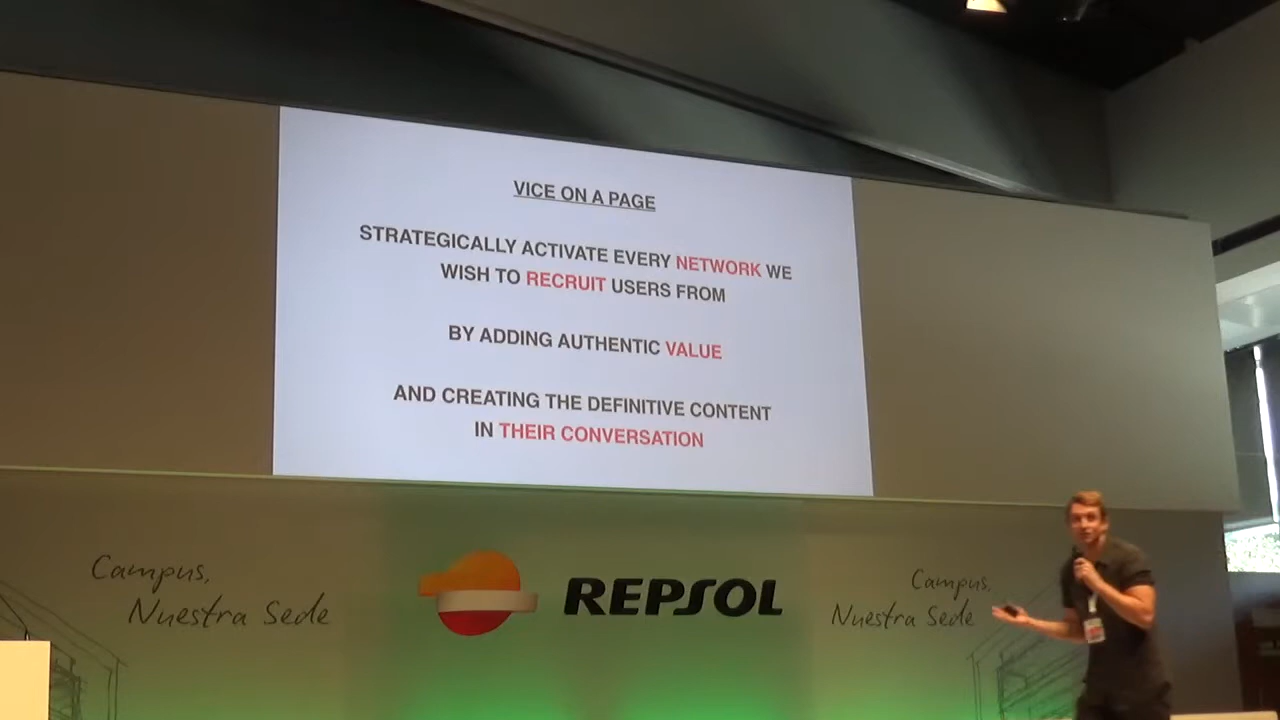 VICE ON A PAGE
STRATEGICALLY ACTIVATE EVERY NETWORK WE
WISH TO RECRUIT USERS FROM
BY ADDING AUTHENTIC VALUE
AND CREATING THE DEFINITIVE CONTENT
IN THEIR CONVERSATION
Campus,
Nuestra Sede
REPSOL
Campus,
Nuestra Sede